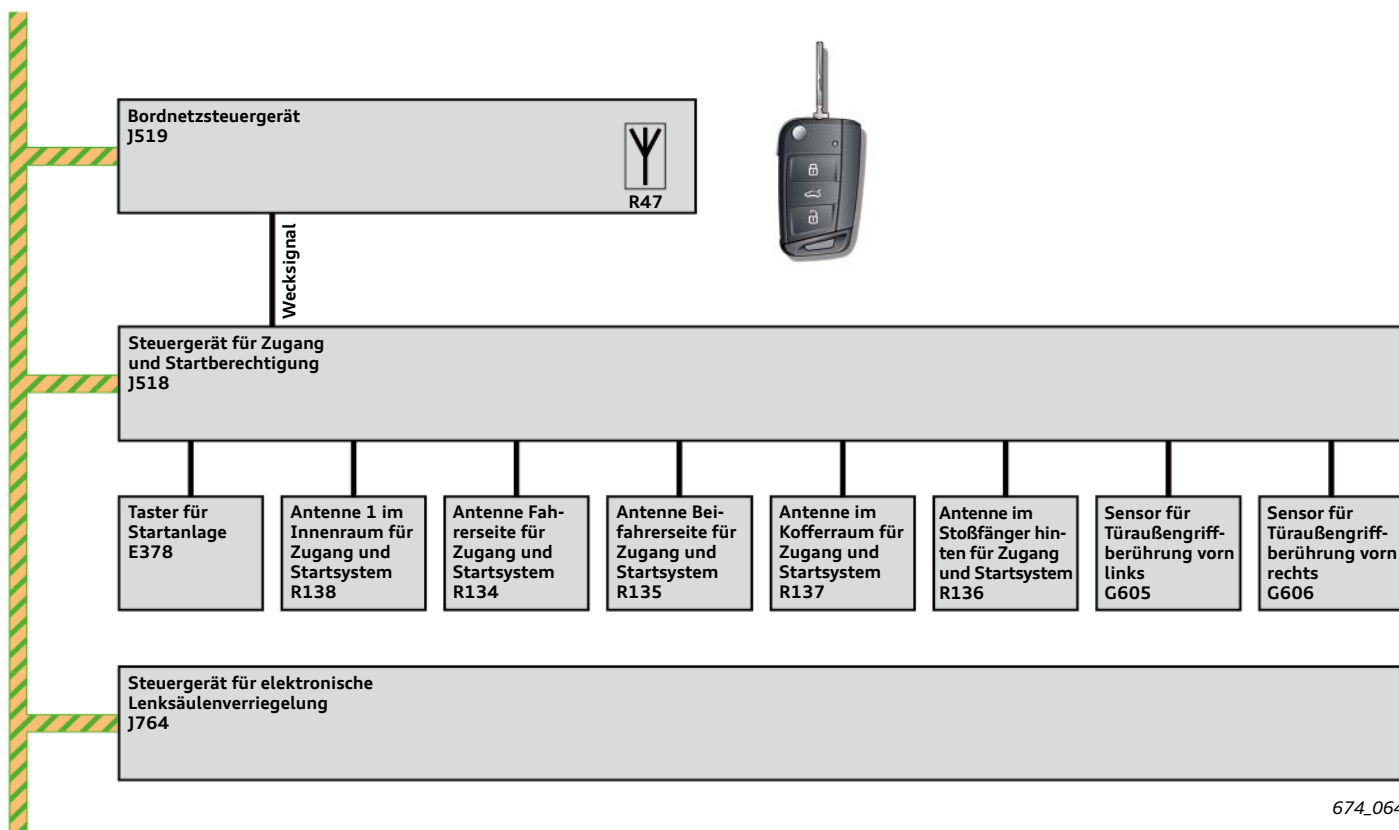 Bordnetzsteuergerät
J519
R47
Wecksignal
Steuergerät für Zugang
und Startberechtigung
J518
Taster für
Startanlage
E378
Antenne 1 im
Innenraum für
Zugang und
Startsystem
R138
Antenne Fah-
rerseite für
Zugang und
Startsystem
R134
Antenne Bei-
fahrerseite für
Zugang und
Startsystem
R135
Antenne im
Kofferraum für
Zugang und
Startsystem
R137
Antenne im
Stoßfänger hin-
ten für Zugang
und Startsystem
R136
Sensor für
Türaußengriff-
berührung vorn
links
G605
Sensor für
Türaußengriff-
berührung vorn
rechts
G606
Steuergerät für elektronische
Lenksäulenverriegelung
J764
674_064